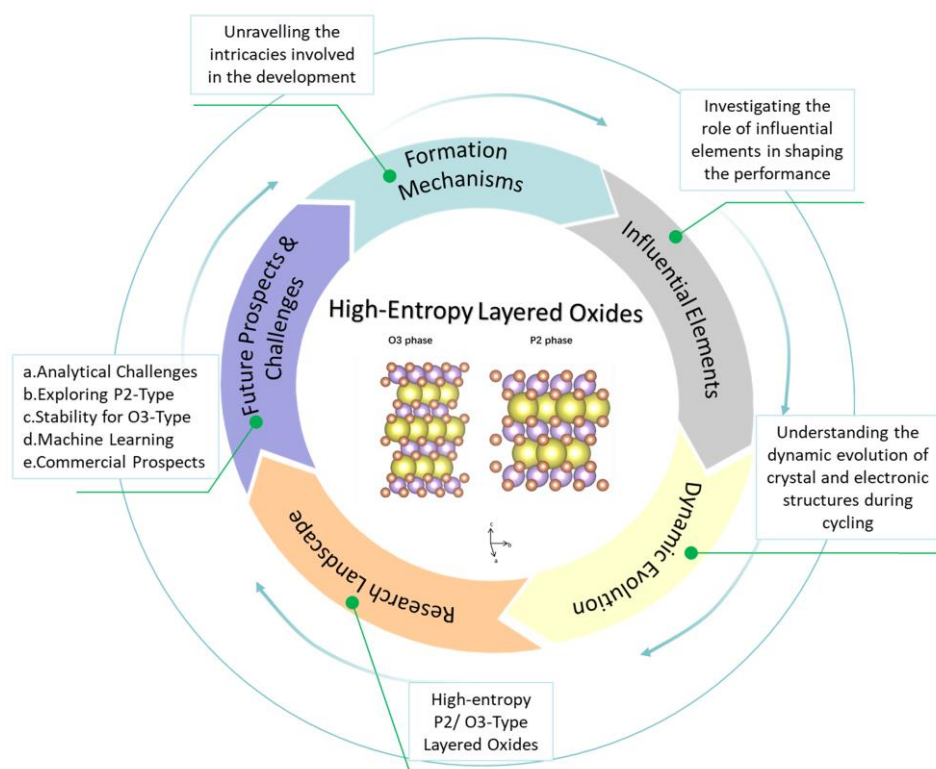 Unravelling the
intricacies involved
in the development
Investigating the
role of influential
elements in shaping
the performance
Formation
Mechanisms
Influential Elements
Future Prospects &
Challenges
High-Entropy Layered Oxides
O3 phase
P2 phase
a.Analytical Challenges
b.Exploring P2-Type
c.Stability for O3-Type
d.Machine Learning
e.Commercial Prospects
Understanding the
dynamic evolution of
crystal and electronic
structures during
cycling
Dynamic Evolution
Research Landscape
c
b
a
High-entropy
P2/ O3-Type
Layered Oxides